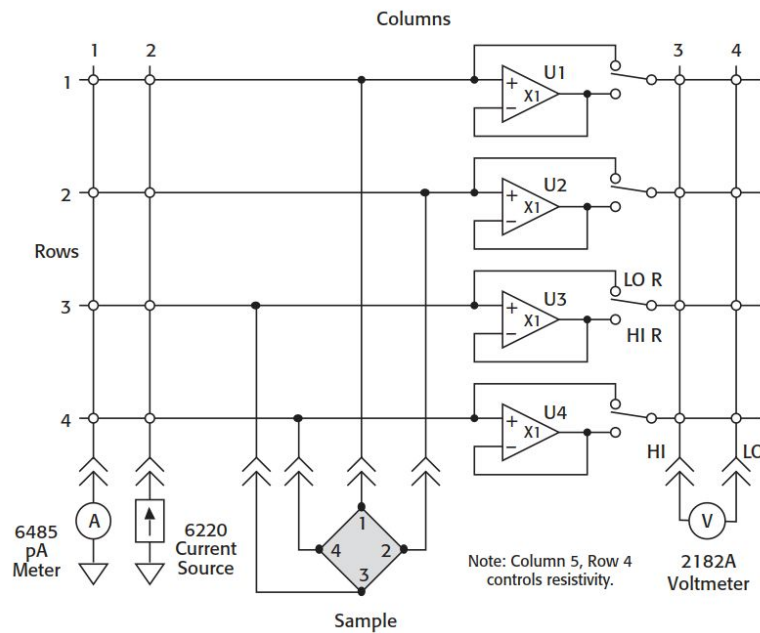 Columns
1 2 3 4
1
U1
+
X1
−
2
U2
+
X1
−
Rows
LO R
3
U3
+
X1
−
HI R
4
U4
+
X1
−
HI LO
6485
pA
Meter
A
6220
Current
Source
1
4 2
3
Sample
Note: Column 5, Row 4
controls resistivity.
V
2182A
Voltmeter